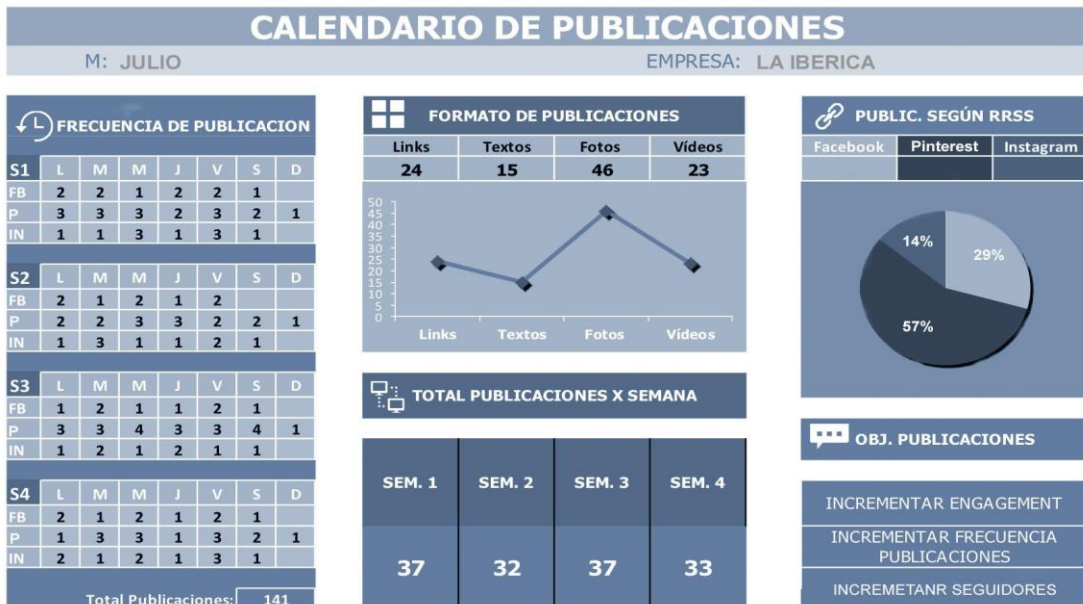 CALENDARIO DE PUBLICACIONES
M: JULIO EMPRESA: LA IBERICA
FRECUENCIA DE PUBLICACION
S1 L M M J V S D
FB 2 2 1 2 2 1
P 3 3 3 2 3 2 1
IN 1 1 3 1 3 1
S2 L M M J V S D
FB 2 1 2 1 2
P 2 2 3 3 2 2 1
IN 1 3 1 1 2 1
S3 L M M J V S D
FB 1 2 1 1 2 1
P 3 3 4 3 3 4 1
IN 1 2 1 2 1 1
S4 L M M J V S D
FB 2 1 2 1 2 1
P 1 3 3 1 3 2 1
IN 2 1 2 1 3 1
Total Publicaciones: 141
FORMATO DE PUBLICACIONES
Links Textos Fotos Vídeos
24 15 46 23
50
45
40
35
30
25
20
15
10
5
0
Links Textos Fotos Vídeos
TOTAL PUBLICACIONES X SEMANA
SEM. 1 SEM. 2 SEM. 3 SEM. 4
37 32 37 33
PUBLIC. SEGÚN RRSS
Facebook Pinterest Instagram
14%
29%
57%
OBJ. PUBLICACIONES
INCREMENTAR ENGAGEMENT
INCREMENTAR FRECUENCIA
PUBLICACIONES
INCREMETANR SEGUIDORES